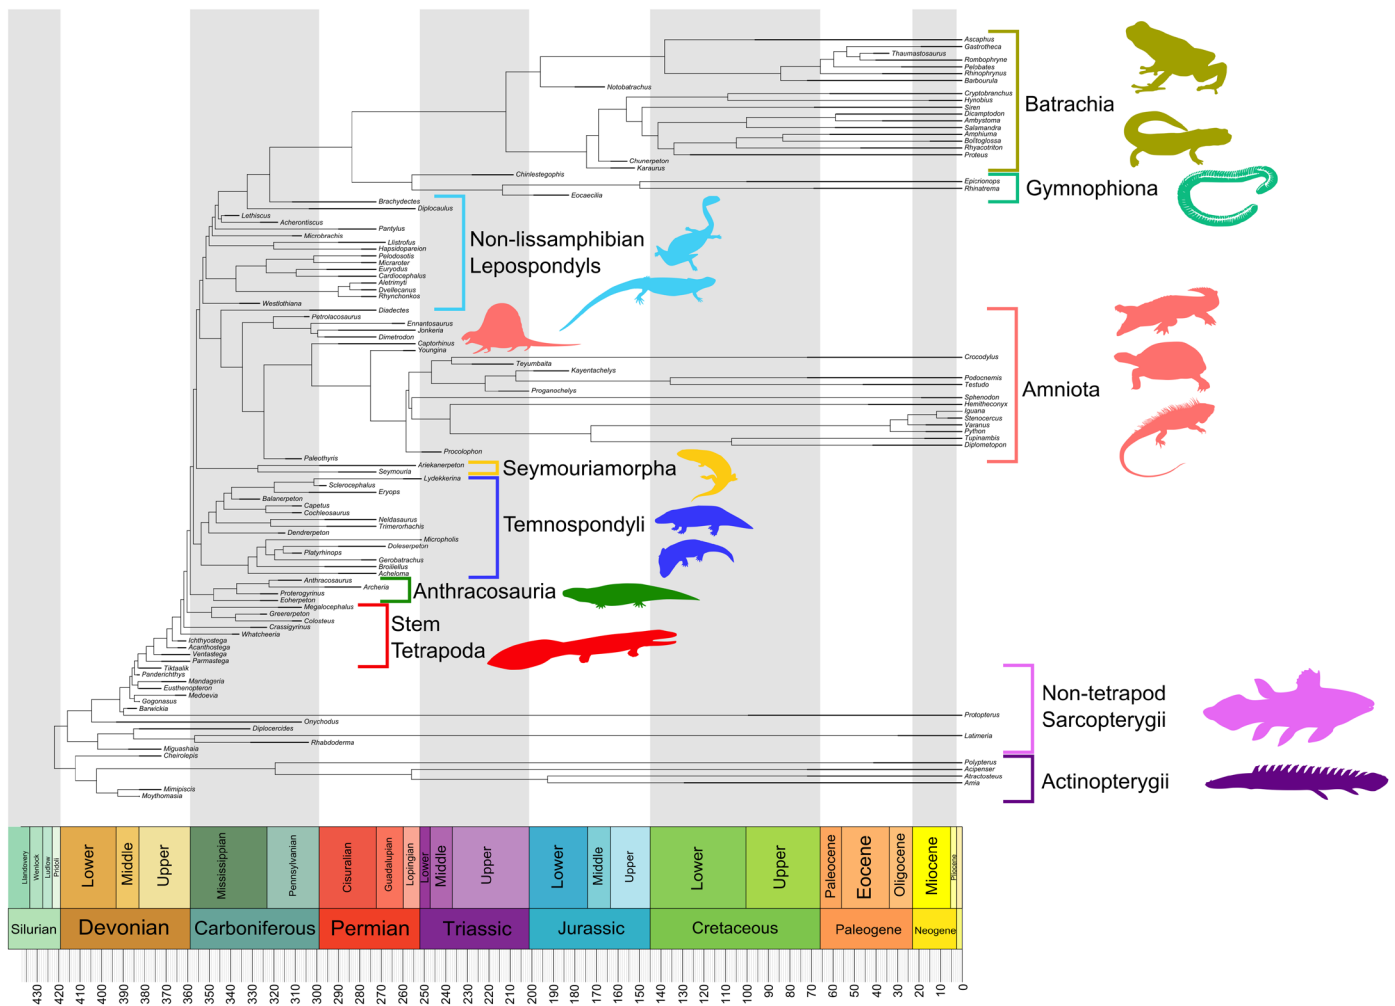 Ascaphus
Gastrotheca
Thaumastosaurus
Rombophryne
Pelobates
Rhinophrynus
Barbourula
Notobatrachus
Cryptobranchus
Hynobius
Siren
Dicamptodon
Ambystoma
Salamandra
Amphiuma
Bolitoglossa
Rhyacotriton
Proteus
Batrachia
Chunerpeton
Karaurus
Chinlestegophis
Epicrionops
Rhinatrema
Gymnophiona
Eocaecilia
Brachydectes
Diplocaulus
Lethiscus
Acherontiscus
Pantylus
Microbrachis
Llistrofus
Hapsidopareion
Pelodosotis
Micraroter
Euryodus
Cardiocephalus
Aletrimyti
Dvellecanus
Rhynchonkos
Westlothiana
Non-lissamphibian
Lepospondyls
Diadectes
Petrolacosaurus
Ennantosaurus
Jonkeria
Dimetrodon
Captorhinus
Youngina
Crocodylus
Teyumbaita
Kayentachelys
Podocnemis
Testudo
Proganochelys
Sphenodon
Hemitheconyx
Iguana
Stenocercus
Varanus
Python
Tupinambis
Diplometopon
Amniota
Procolophon
Paleothyris
Ariekanerpeton
Seymouria
Seymouriamorpha
Lydekkerina
Sclerocephalus
Eryops
Balanerpeton
Capetus
Cochleosaurus
Neldasaurus
Trimerorhachis
Dendrerpeton
Micropholis
Doleserpeton
Platyrhinops
Gerobatrachus
Broiliellus
Acheloma
Temnospondyli
Anthracosaurus
Archeria
Proterogyrinus
Eoherpeton
Anthracosauria
Megalocephalus
Greererpeton
Colosteus
Crassigyrinus
Whatcheeria
Ichthyostega
Acanthostega
Ventastega
Parmastega
Stem
Tetrapoda
Tiktaalik
Panderichthys
Mandageria
Eusthenopteron
Medoevia
Gogonasus
Barwickia
Protopterus
Onychodus
Diplocercides
Latimeria
Rhabdoderma
Miguashaia
Non-tetrapod
Sarcopterygii
Cheirolepis
Polypterus
Acipenser
Atractosteus
Amia
Mimipiscis
Moythomasia
Actinopterygii
Llandovery
Wenlock
Ludlow
Pridoli
Lower
Middle
Upper
Mississippian
Pennsylvanian
Cisuralian
Guadalupian
Lopingian
Lower
Middle
Upper
Lower
Middle
Upper
Lower
Upper
Paleocene
Eocene
Oligocene
Miocene
Pliocene
Silurian
Devonian
Carboniferous
Permian
Triassic
Jurassic
Cretaceous
Paleogene
Neogene
430 420 410 400 390 380 370 360 350 340 330 320 310 300 290 280 270 260 250 240 230 220 210 200 190 180 170 160 150 140 130 120 110 100 90 80 70 60 50 40 30 20 10 0